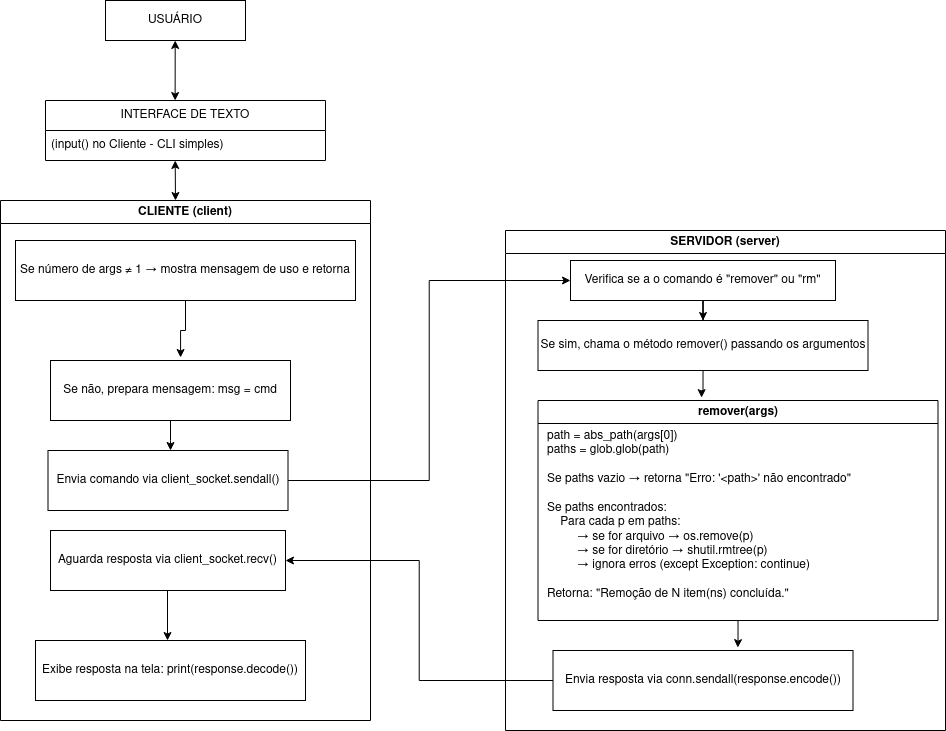 USUÁRIO
INTERFACE DE TEXTO
(input() no Cliente - CLI simples)
CLIENTE (client)
Se número de args ≠ 1 → mostra mensagem de uso e retorna
Se não, prepara mensagem: msg = cmd
Envia comando via client_socket.sendall()
Aguarda resposta via client_socket.recv()
Exibe resposta na tela: print(response.decode())
SERVIDOR (server)
Verifica se a o comando é "remover" ou "rm"
Se sim, chama o método remover() passando os argumentos
remover(args)
path = abs_path(args[0])
paths = glob.glob(path)
Se paths vazio → retorna "Erro: '<path>' não encontrado"
Se paths encontrados:
Para cada p em paths:
→ se for arquivo → os.remove(p)
→ se for diretório → shutil.rmtree(p)
→ ignora erros (except Exception: continue)
Retorna: "Remoção de N item(ns) concluída."
Envia resposta via conn.sendall(response.encode())